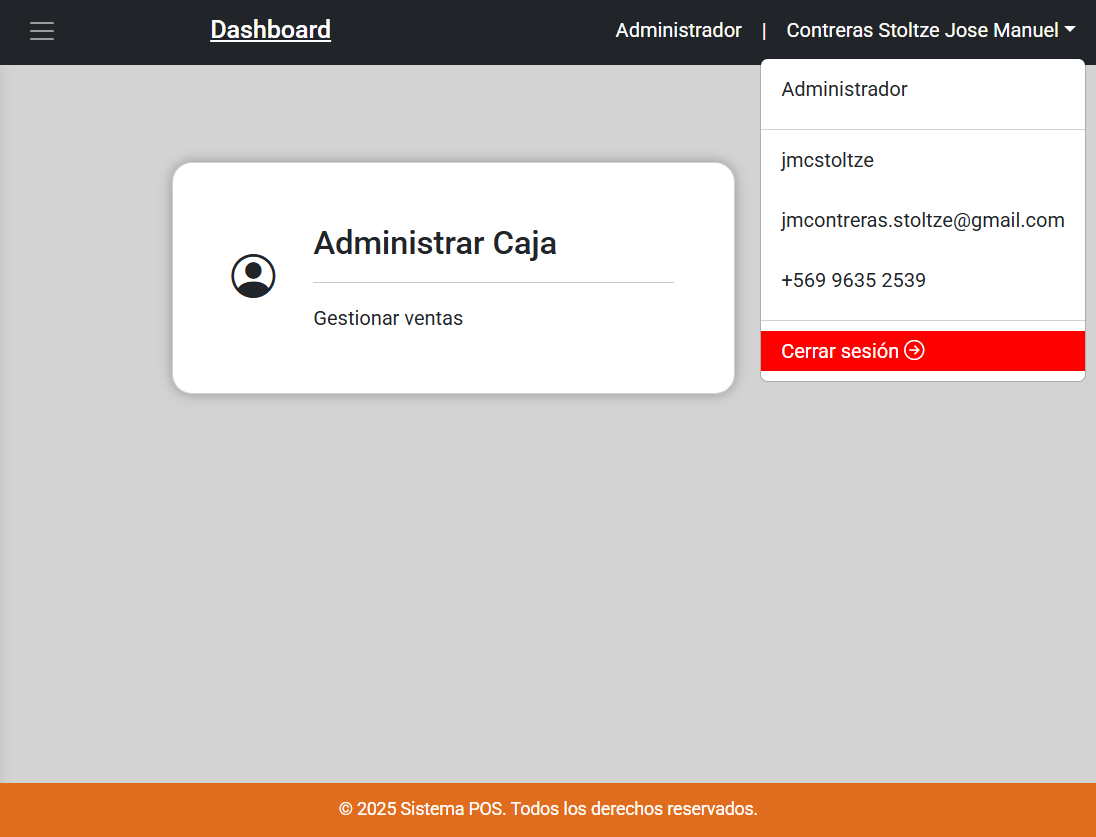 Dashboard
Administrador | Contreras Stoltze Jose Manuel
Administrador
jmcstoltze
jmcontreras.stoltze@gmail.com
+569 9635 2539
Cerrar sesión
Administrar Caja
Gestionar ventas
© 2025 Sistema POS. Todos los derechos reservados.